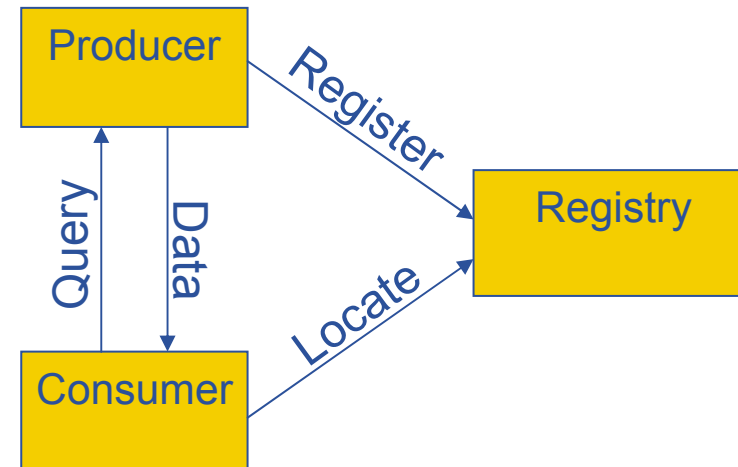 Producer
Register
Registry
Query
Data
Locate
Consumer